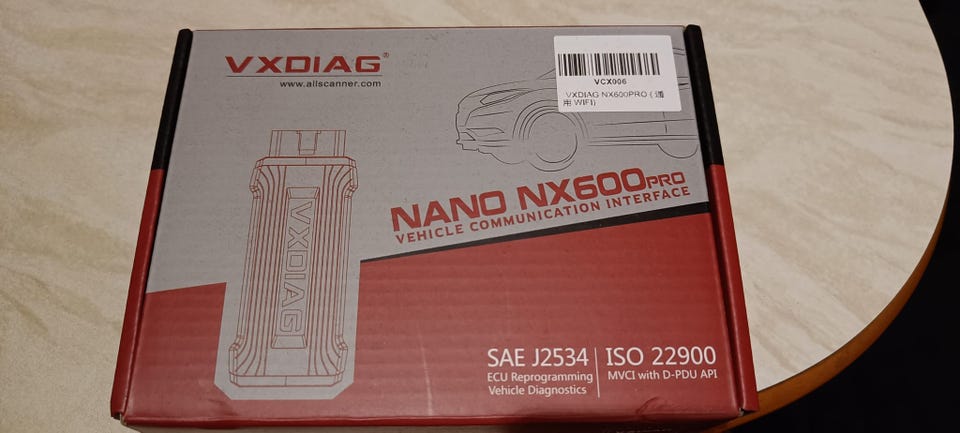 VXDIAG®
www.allscanner.com
VCX006
VXDIAG NX600PRO ( 通
用 WIFI)
VXDIAG
NANO NX600PRO
VEHICLE COMMUNICATION INTERFACE
SAE J2534
ECU Reprogramming
Vehicle Diagnostics
ISO 22900
MVCI with D-PDU API